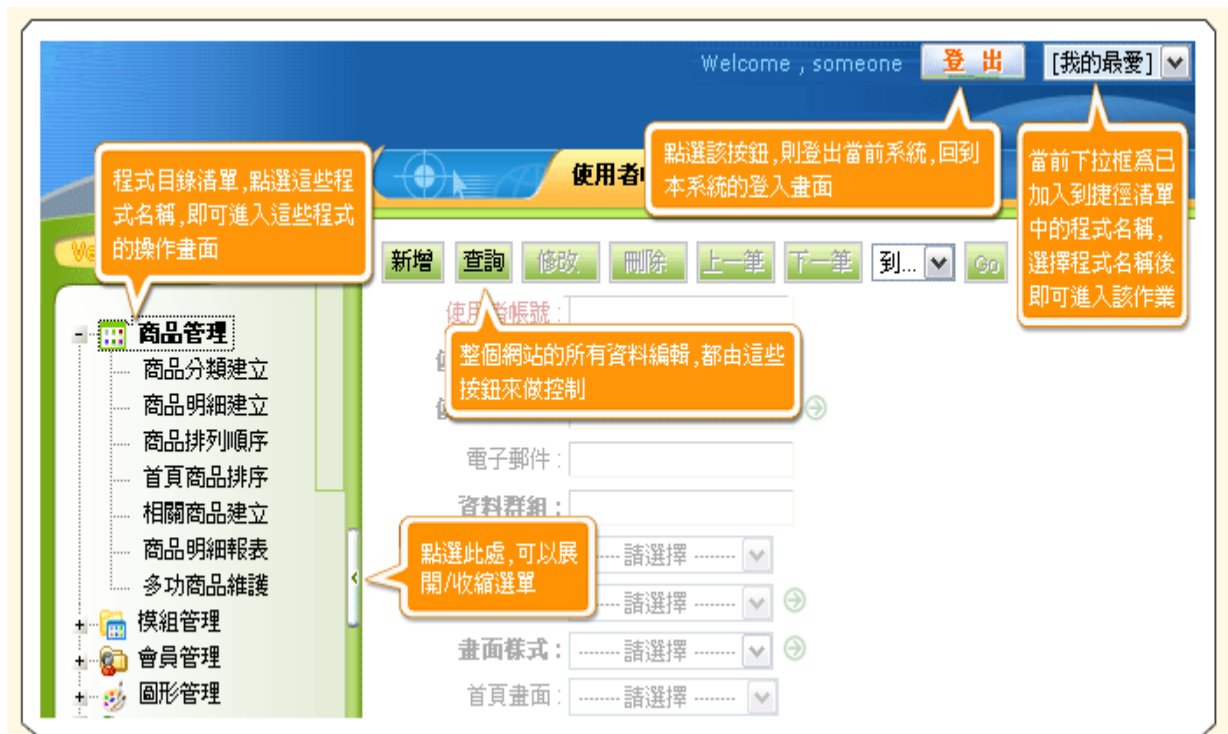 Welcome , someone
登 出
[我的最愛]
點選該按鈕,則登出當前系統,回到
本系統的登入畫面
當前下拉框爲已
加入到捷徑清單
中的程式名稱,
選擇程式名稱後
即可進入該作業
程式目錄清單,點選這些程
式名稱,即可進入這些程式
的操作畫面
使用者
新增 查詢 修改 刪除 上一筆 下一筆 到... Go
使用者帳號 :
整個網站的所有資料編輯,都由這些
按鈕來做控制
電子郵件 :
資料群組 :
點選此處,可以展
開/收縮選單
---- 請選擇 -------
---- 請選擇 -------
畫面樣式 : ------- 請選擇 -------
首頁畫面 : ------- 請選擇 -------
商品管理
商品分類建立
商品明細建立
商品排列順序
首頁商品排序
相關商品建立
商品明細報表
多功商品維護
模組管理
會員管理
圖形管理